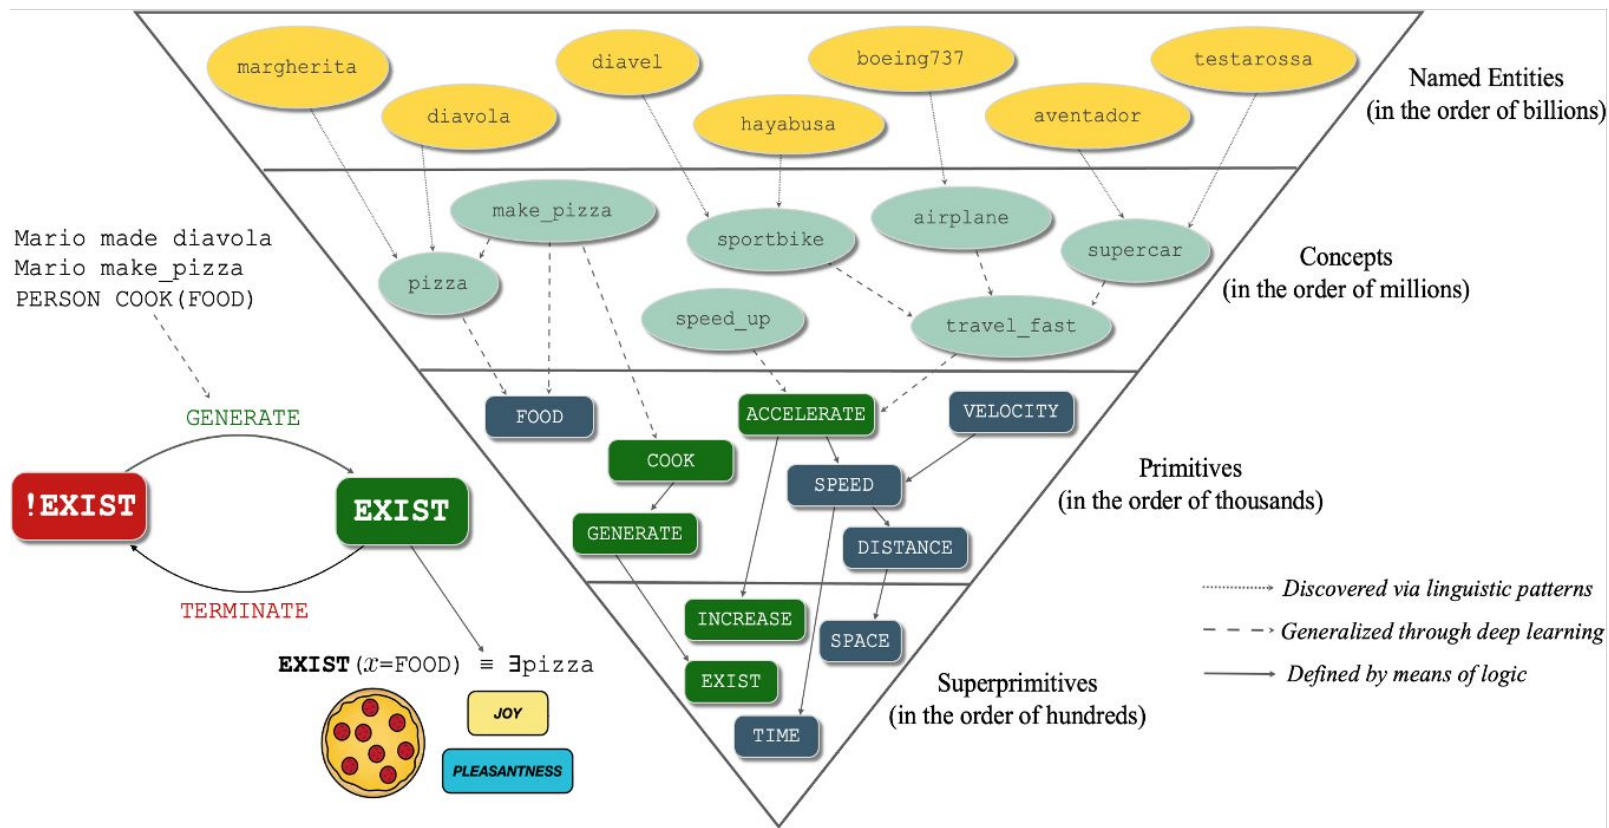 margherita
diavola
diavel
hayabusa
boeing737
aventador
testarossa
Named Entities
(in the order of billions)
make_pizza
pizza
sportbike
airplane
supercar
speed_up
travel_fast
Concepts
(in the order of millions)
Mario made diavola
Mario make_pizza
PERSON COOK(FOOD)
GENERATE
!EXIST
EXIST
TERMINATE
EXIST(x=FOOD) ≡ ∃pizza
JOY
PLEASANTNESS
FOOD
ACCELERATE
VELOCITY
COOK
SPEED
GENERATE
DISTANCE
Primitives
(in the order of thousands)
INCREASE
SPACE
EXIST
TIME
Superprimitives
(in the order of hundreds)
Discovered via linguistic patterns
Generalized through deep learning
Defined by means of logic